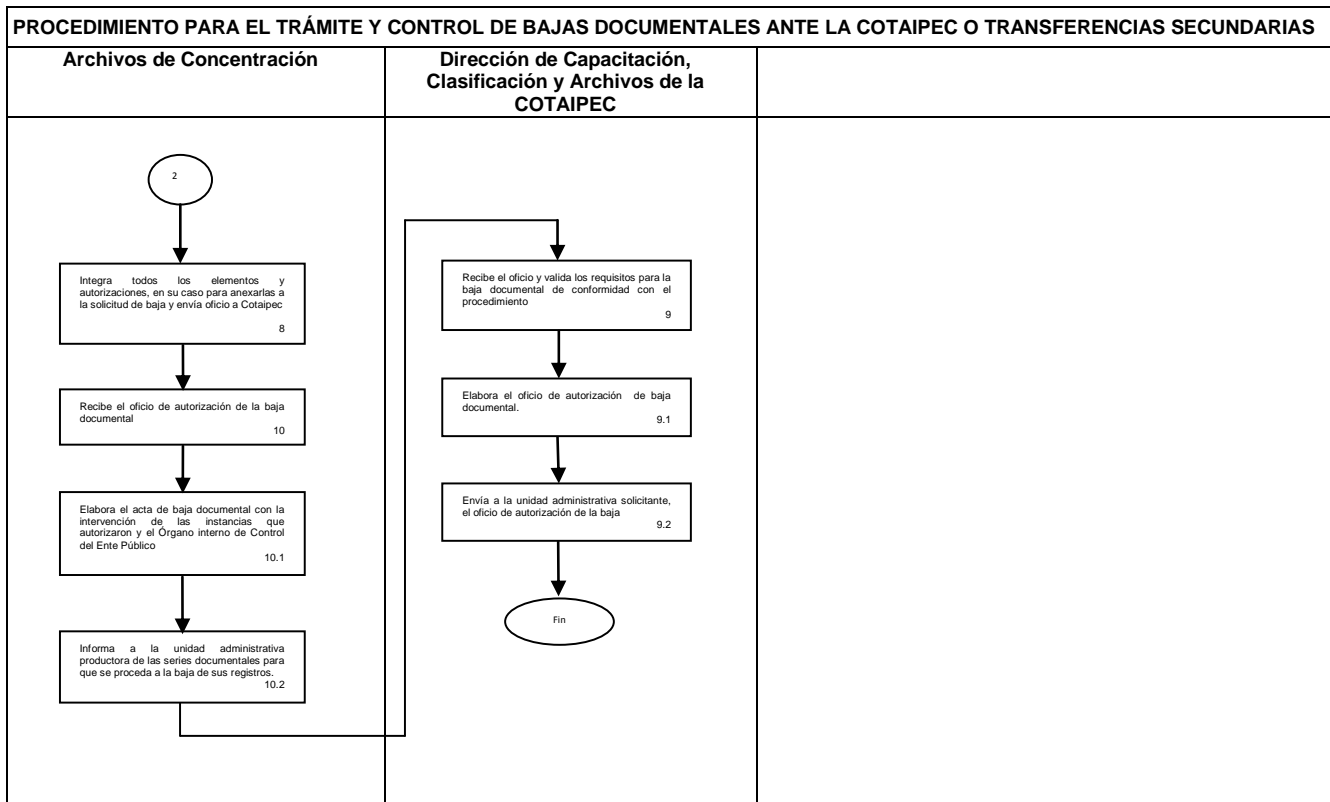 PROCEDIMIENTO PARA EL TRÁMITE Y CONTROL DE BAJAS DOCUMENTALES ANTE LA COTAIPEC O TRANSFERENCIAS SECUNDARIAS
Archivos de Concentración
Dirección de Capacitación,
Clasificación y Archivos de la
COTAIPEC
2
Integra todos los elementos y
autorizaciones, en su caso para anexarlas a
la solicitud de baja y envía oficio a Cotaipec
8
Recibe el oficio de autorización de la baja
documental
10
Elabora el acta de baja documental con la
intervención de las instancias que
autorizaron y el Órgano interno de Control
del Ente Público
10.1
Informa a la unidad administrativa
productora de las series documentales para
que se proceda a la baja de sus registros.
10.2
Recibe el oficio y valida los requisitos para la
baja documental de conformidad con el
procedimiento
9
Elabora el oficio de autorización de baja
documental.
9.1
Envía a la unidad administrativa solicitante,
el oficio de autorización de la baja
9.2
Fin